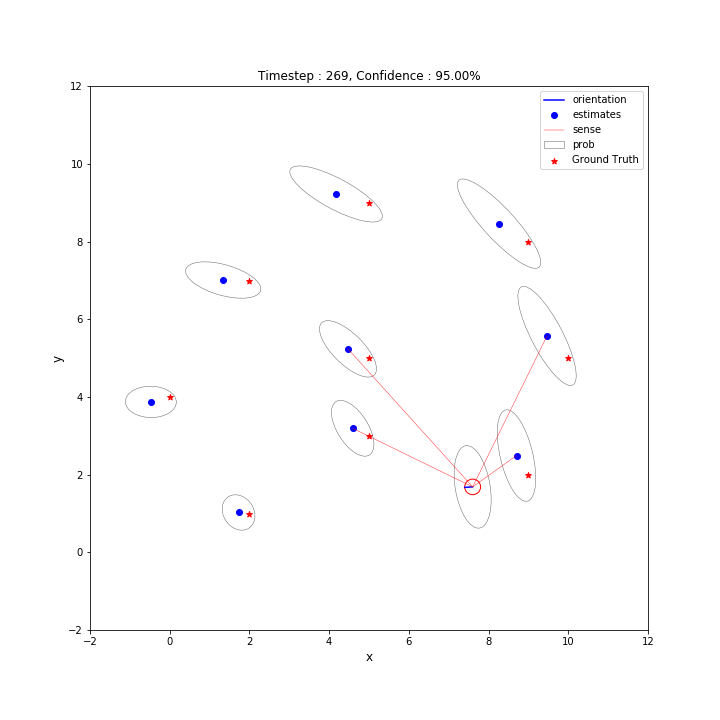 Timestep : 269, Confidence : 95.00%
orientation
estimates
sense
prob
Ground Truth
12
10
8
6
4
2
0
−2
y
−2 0 2 4 6 8 10 12
x